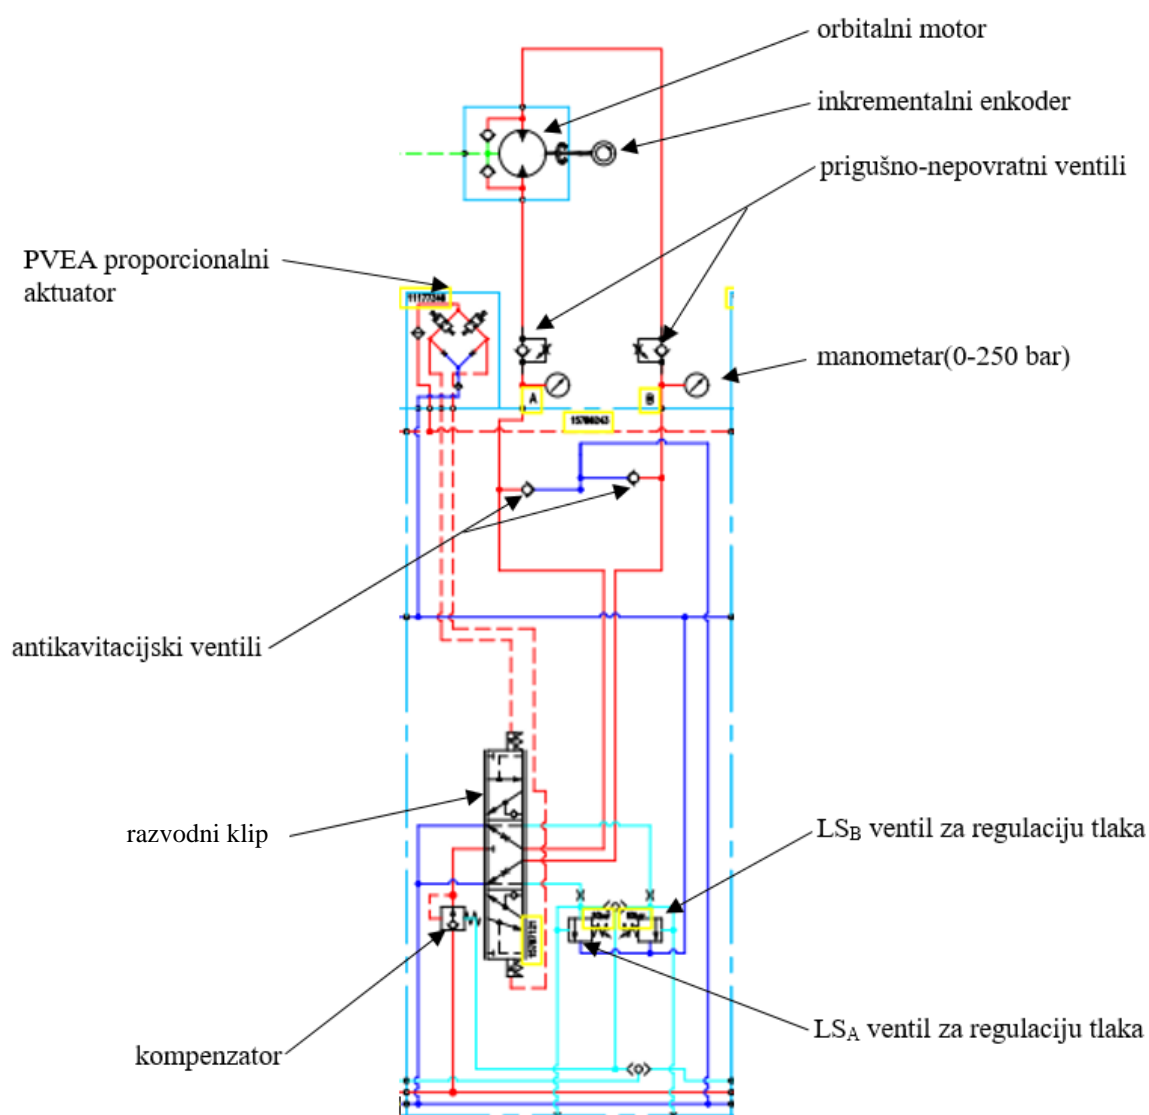 orbitalni motor
inkrementalni enkoder
prigušno-nepovratni ventili
PVEA proporcionalni
aktuator
manometar(0-250 bar)
A
B
antikavitacijski ventili
razvodni klip
LSB ventil za regulaciju tlaka
LSA ventil za regulaciju tlaka
kompenzator